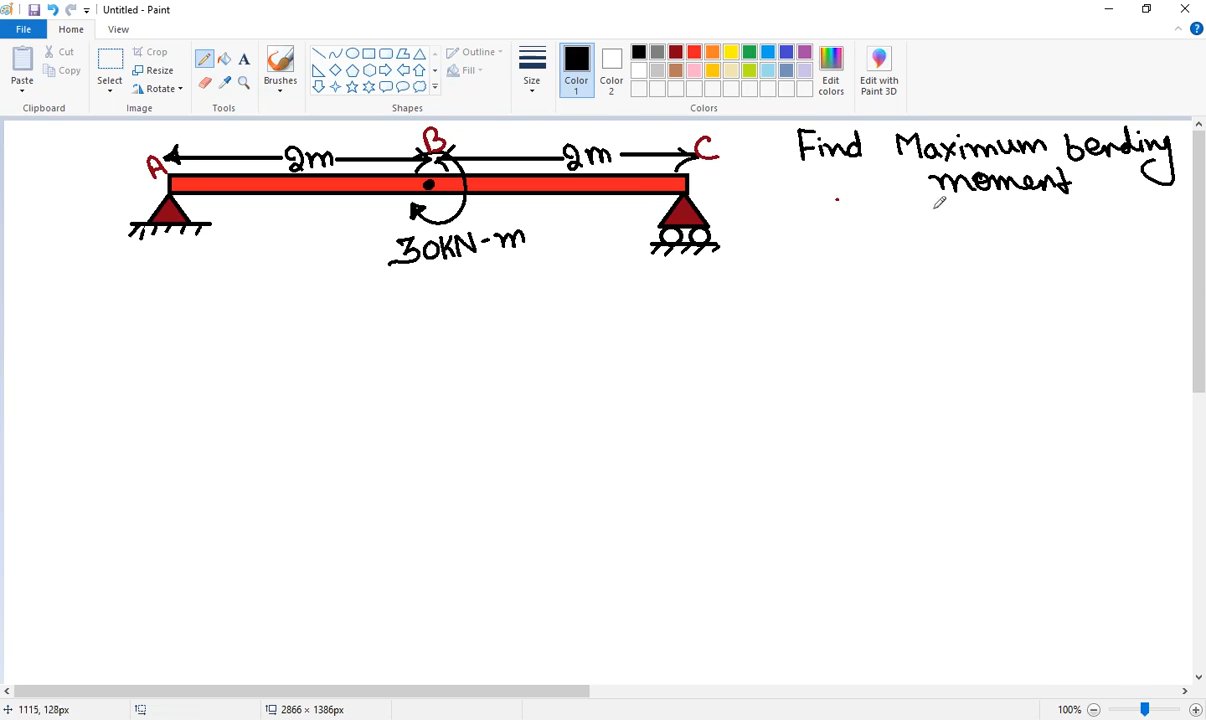 Untitled - Paint
File Home View
Paste
Cut
Copy
Clipboard
Select
Crop
Resize
Rotate
Image
A
Tools
Brushes
Outline
Fill
Shapes
Size
Color 1
Color 2
Colors
Edit colors
Edit with Paint 3D
A 2m B 2m C
30KN-m
Find Maximum bending
moment
1115, 128px
2866 × 1386px
100%